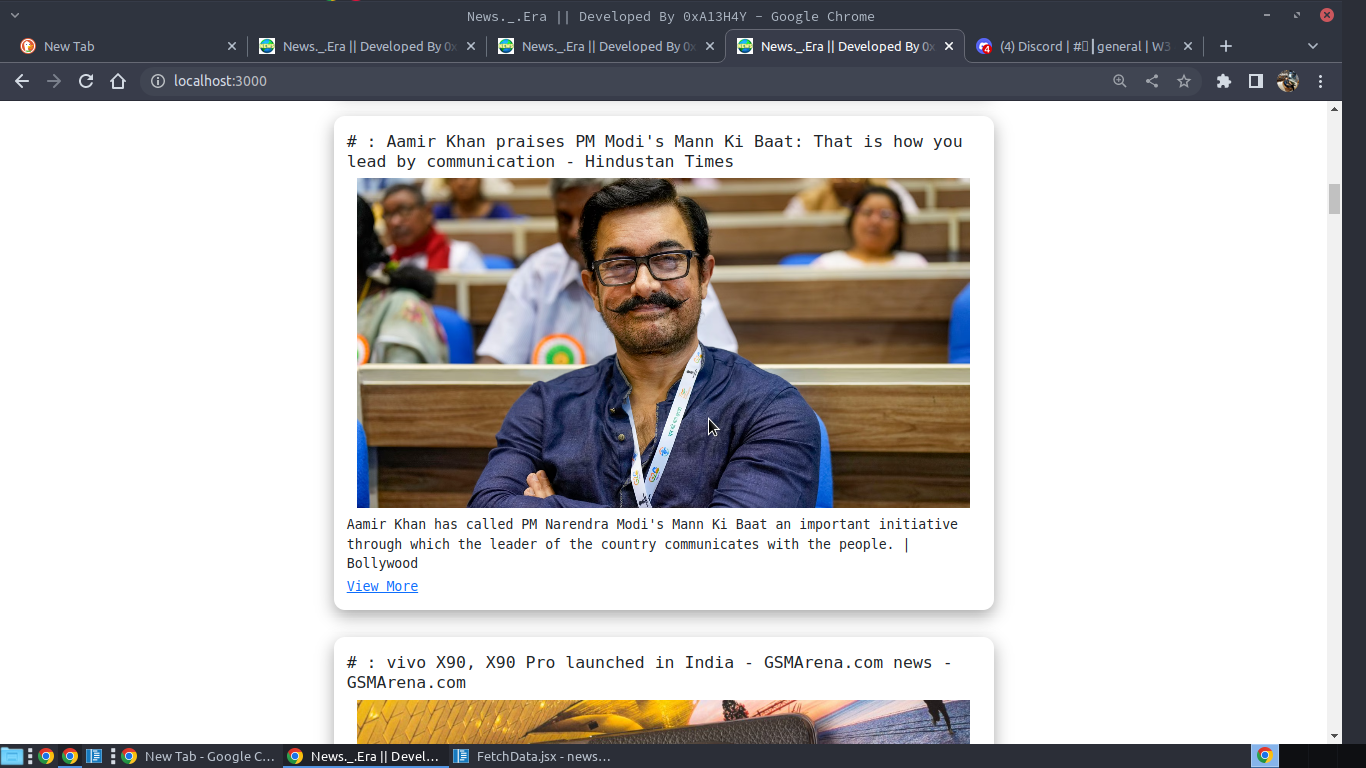 News._.Era || Developed By 0xA13H4Y - Google Chrome
New Tab
News._.Era || Developed By 0x
News._.Era || Developed By 0x
News._.Era || Developed By 0x
(4) Discord | #▯┃general | W3
localhost:3000
# : Aamir Khan praises PM Modi's Mann Ki Baat: That is how you
lead by communication - Hindustan Times
Aamir Khan has called PM Narendra Modi's Mann Ki Baat an important initiative
through which the leader of the country communicates with the people. |
Bollywood
View More
# : vivo X90, X90 Pro launched in India - GSMArena.com news -
GSMArena.com
New Tab - Google C...
News._.Era || Devel...
FetchData.jsx - news...